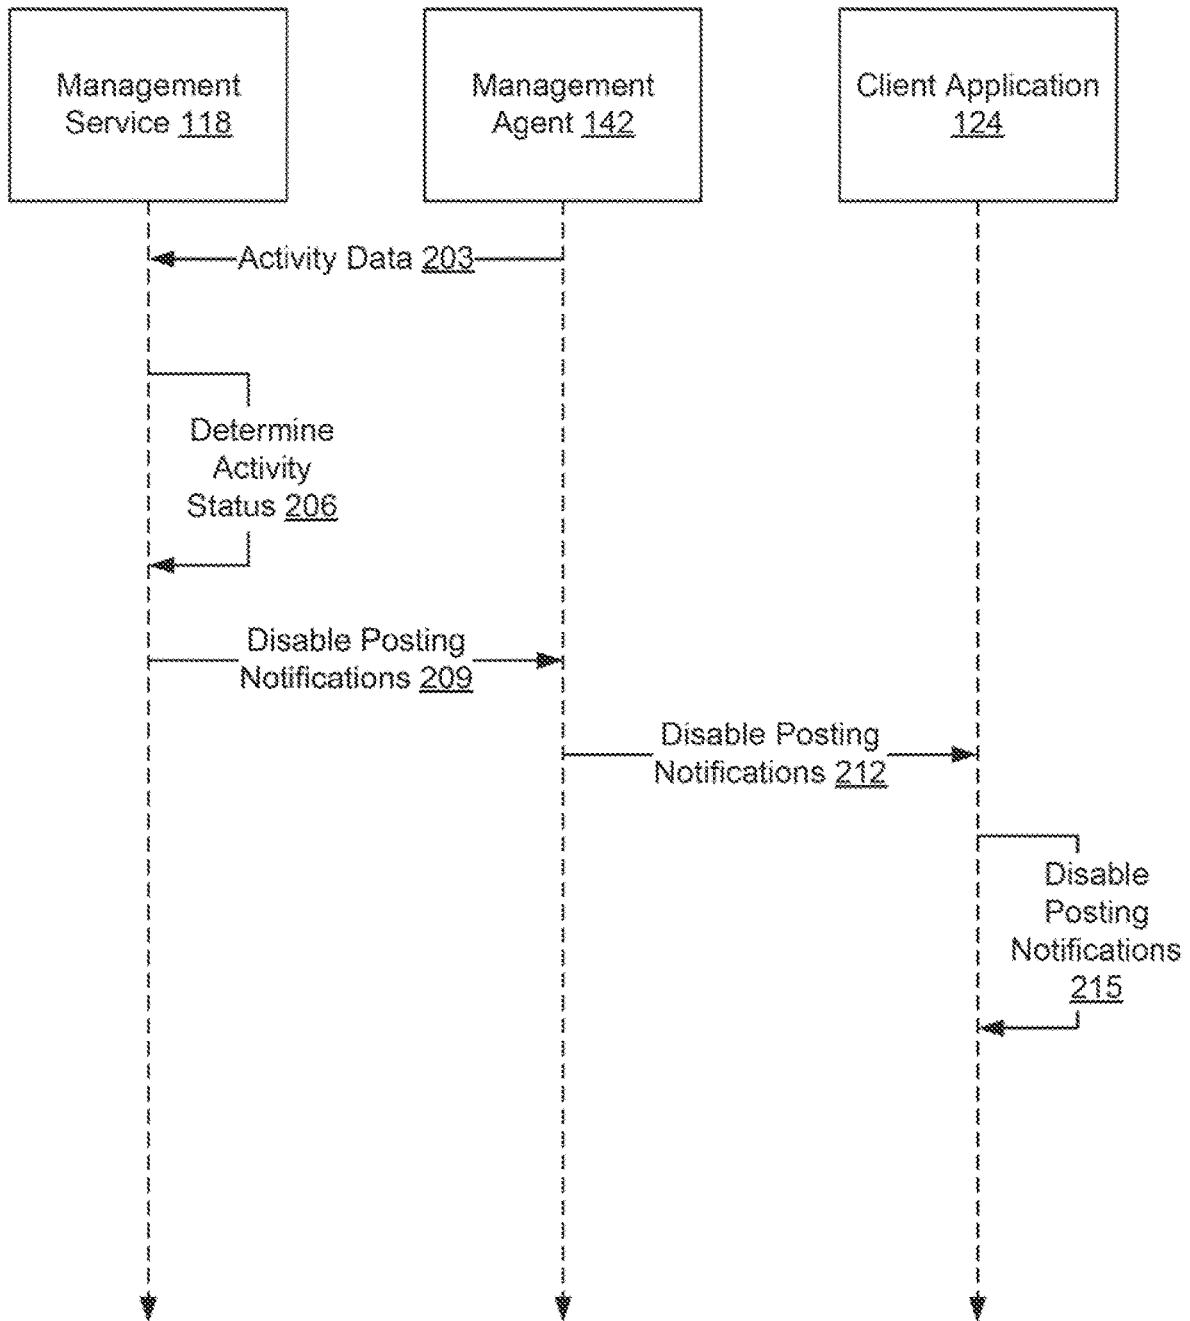 Management
Service 118
Management
Agent 142
Client Application
124
Activity Data 203
Determine
Activity
Status 206
Disable Posting
Notifications 209
Disable Posting
Notifications 212
Disable
Posting
Notifications
215